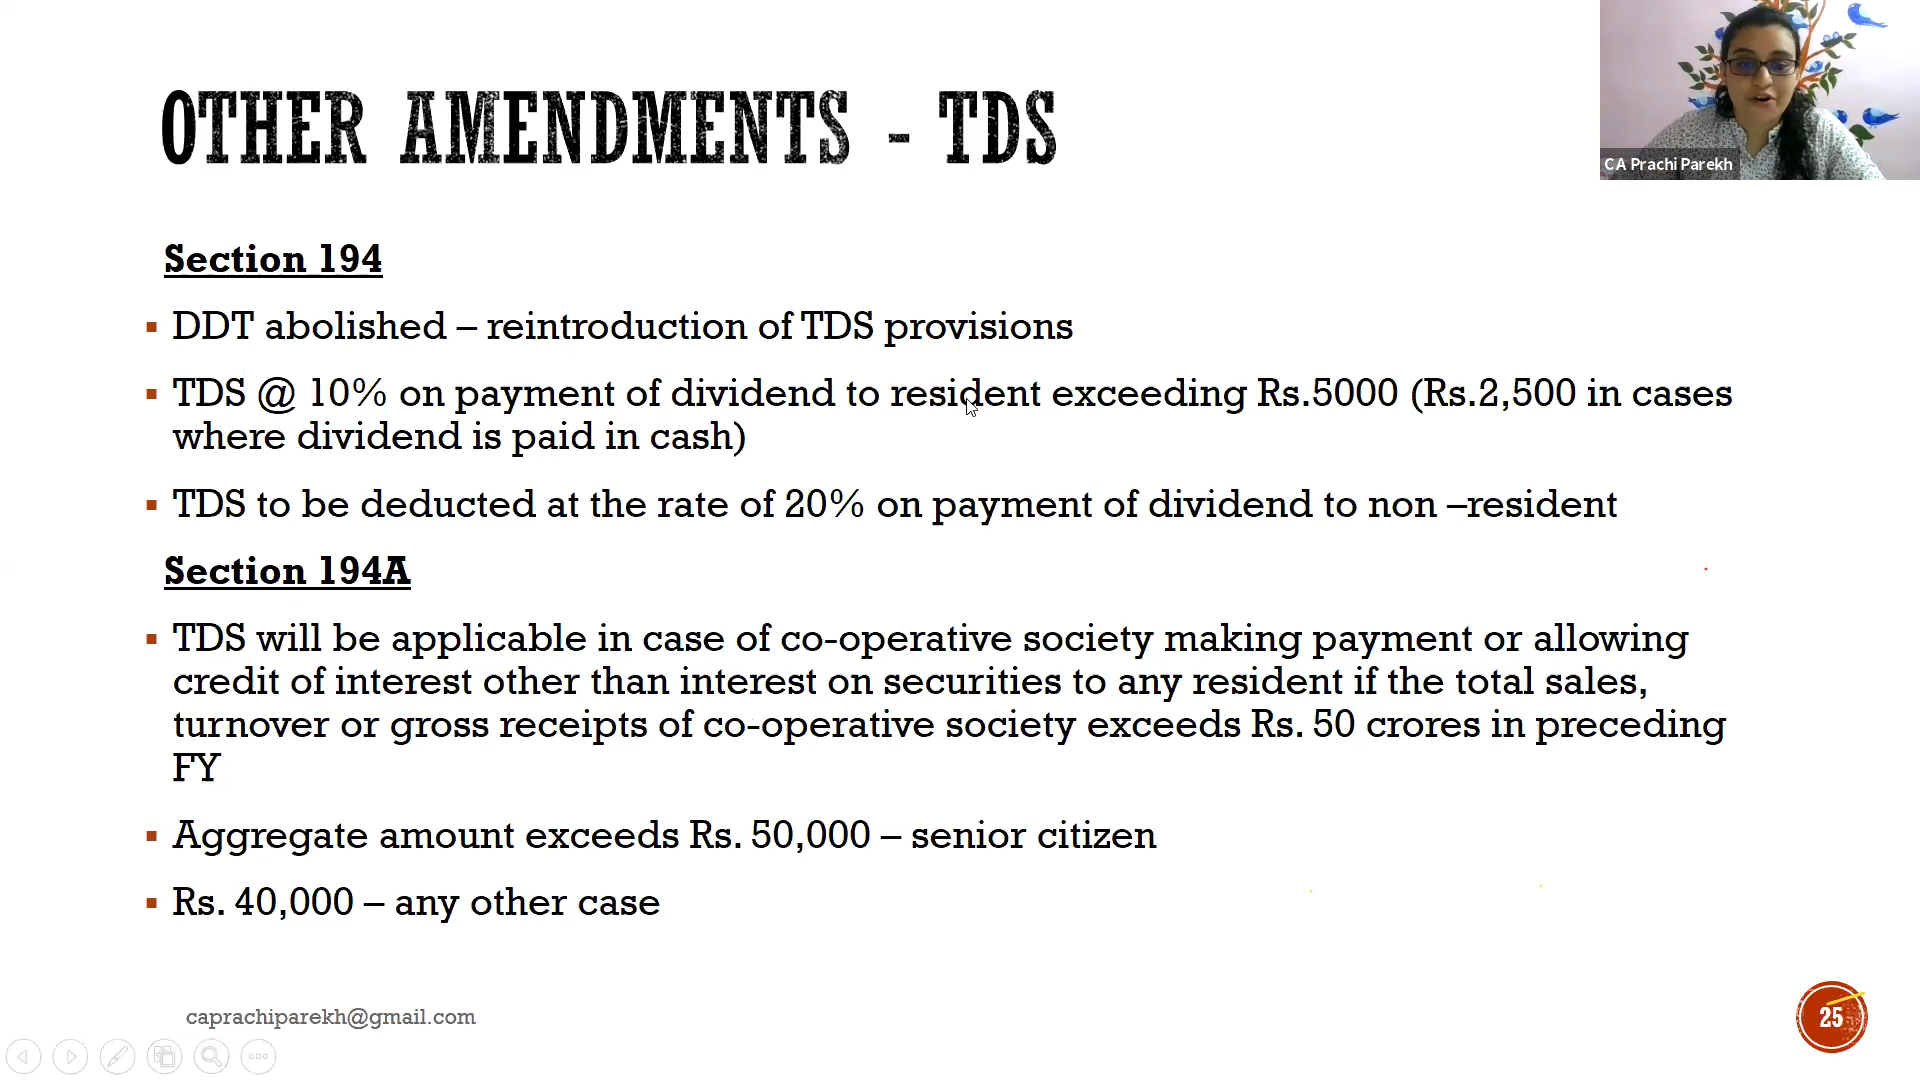 OTHER AMENDMENTS - TDS
CA Prachi Parekh
Section 194
DDT abolished – reintroduction of TDS provisions
TDS @ 10% on payment of dividend to resident exceeding Rs.5000 (Rs.2,500 in cases
where dividend is paid in cash)
TDS to be deducted at the rate of 20% on payment of dividend to non –resident
Section 194A
TDS will be applicable in case of co-operative society making payment or allowing
credit of interest other than interest on securities to any resident if the total sales,
turnover or gross receipts of co-operative society exceeds Rs. 50 crores in preceding
FY
Aggregate amount exceeds Rs. 50,000 – senior citizen
Rs. 40,000 – any other case
caprachiparekh@gmail.com
25